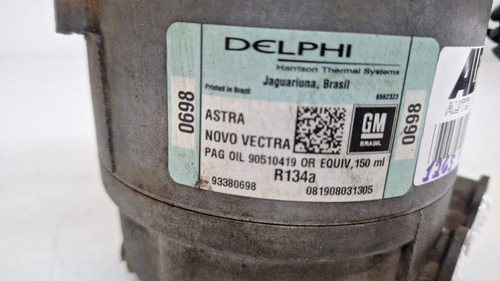 DELPHI
Harrison Thermal Systems
Jaguariuna, Brasil
Printed in Brazil
6562323
0698
ASTRA
NOVO VECTRA
GM
BRASIL
0698
PAG OIL 90510419 OR EQUIV, 150 ml
R134a
93380698
081908031305